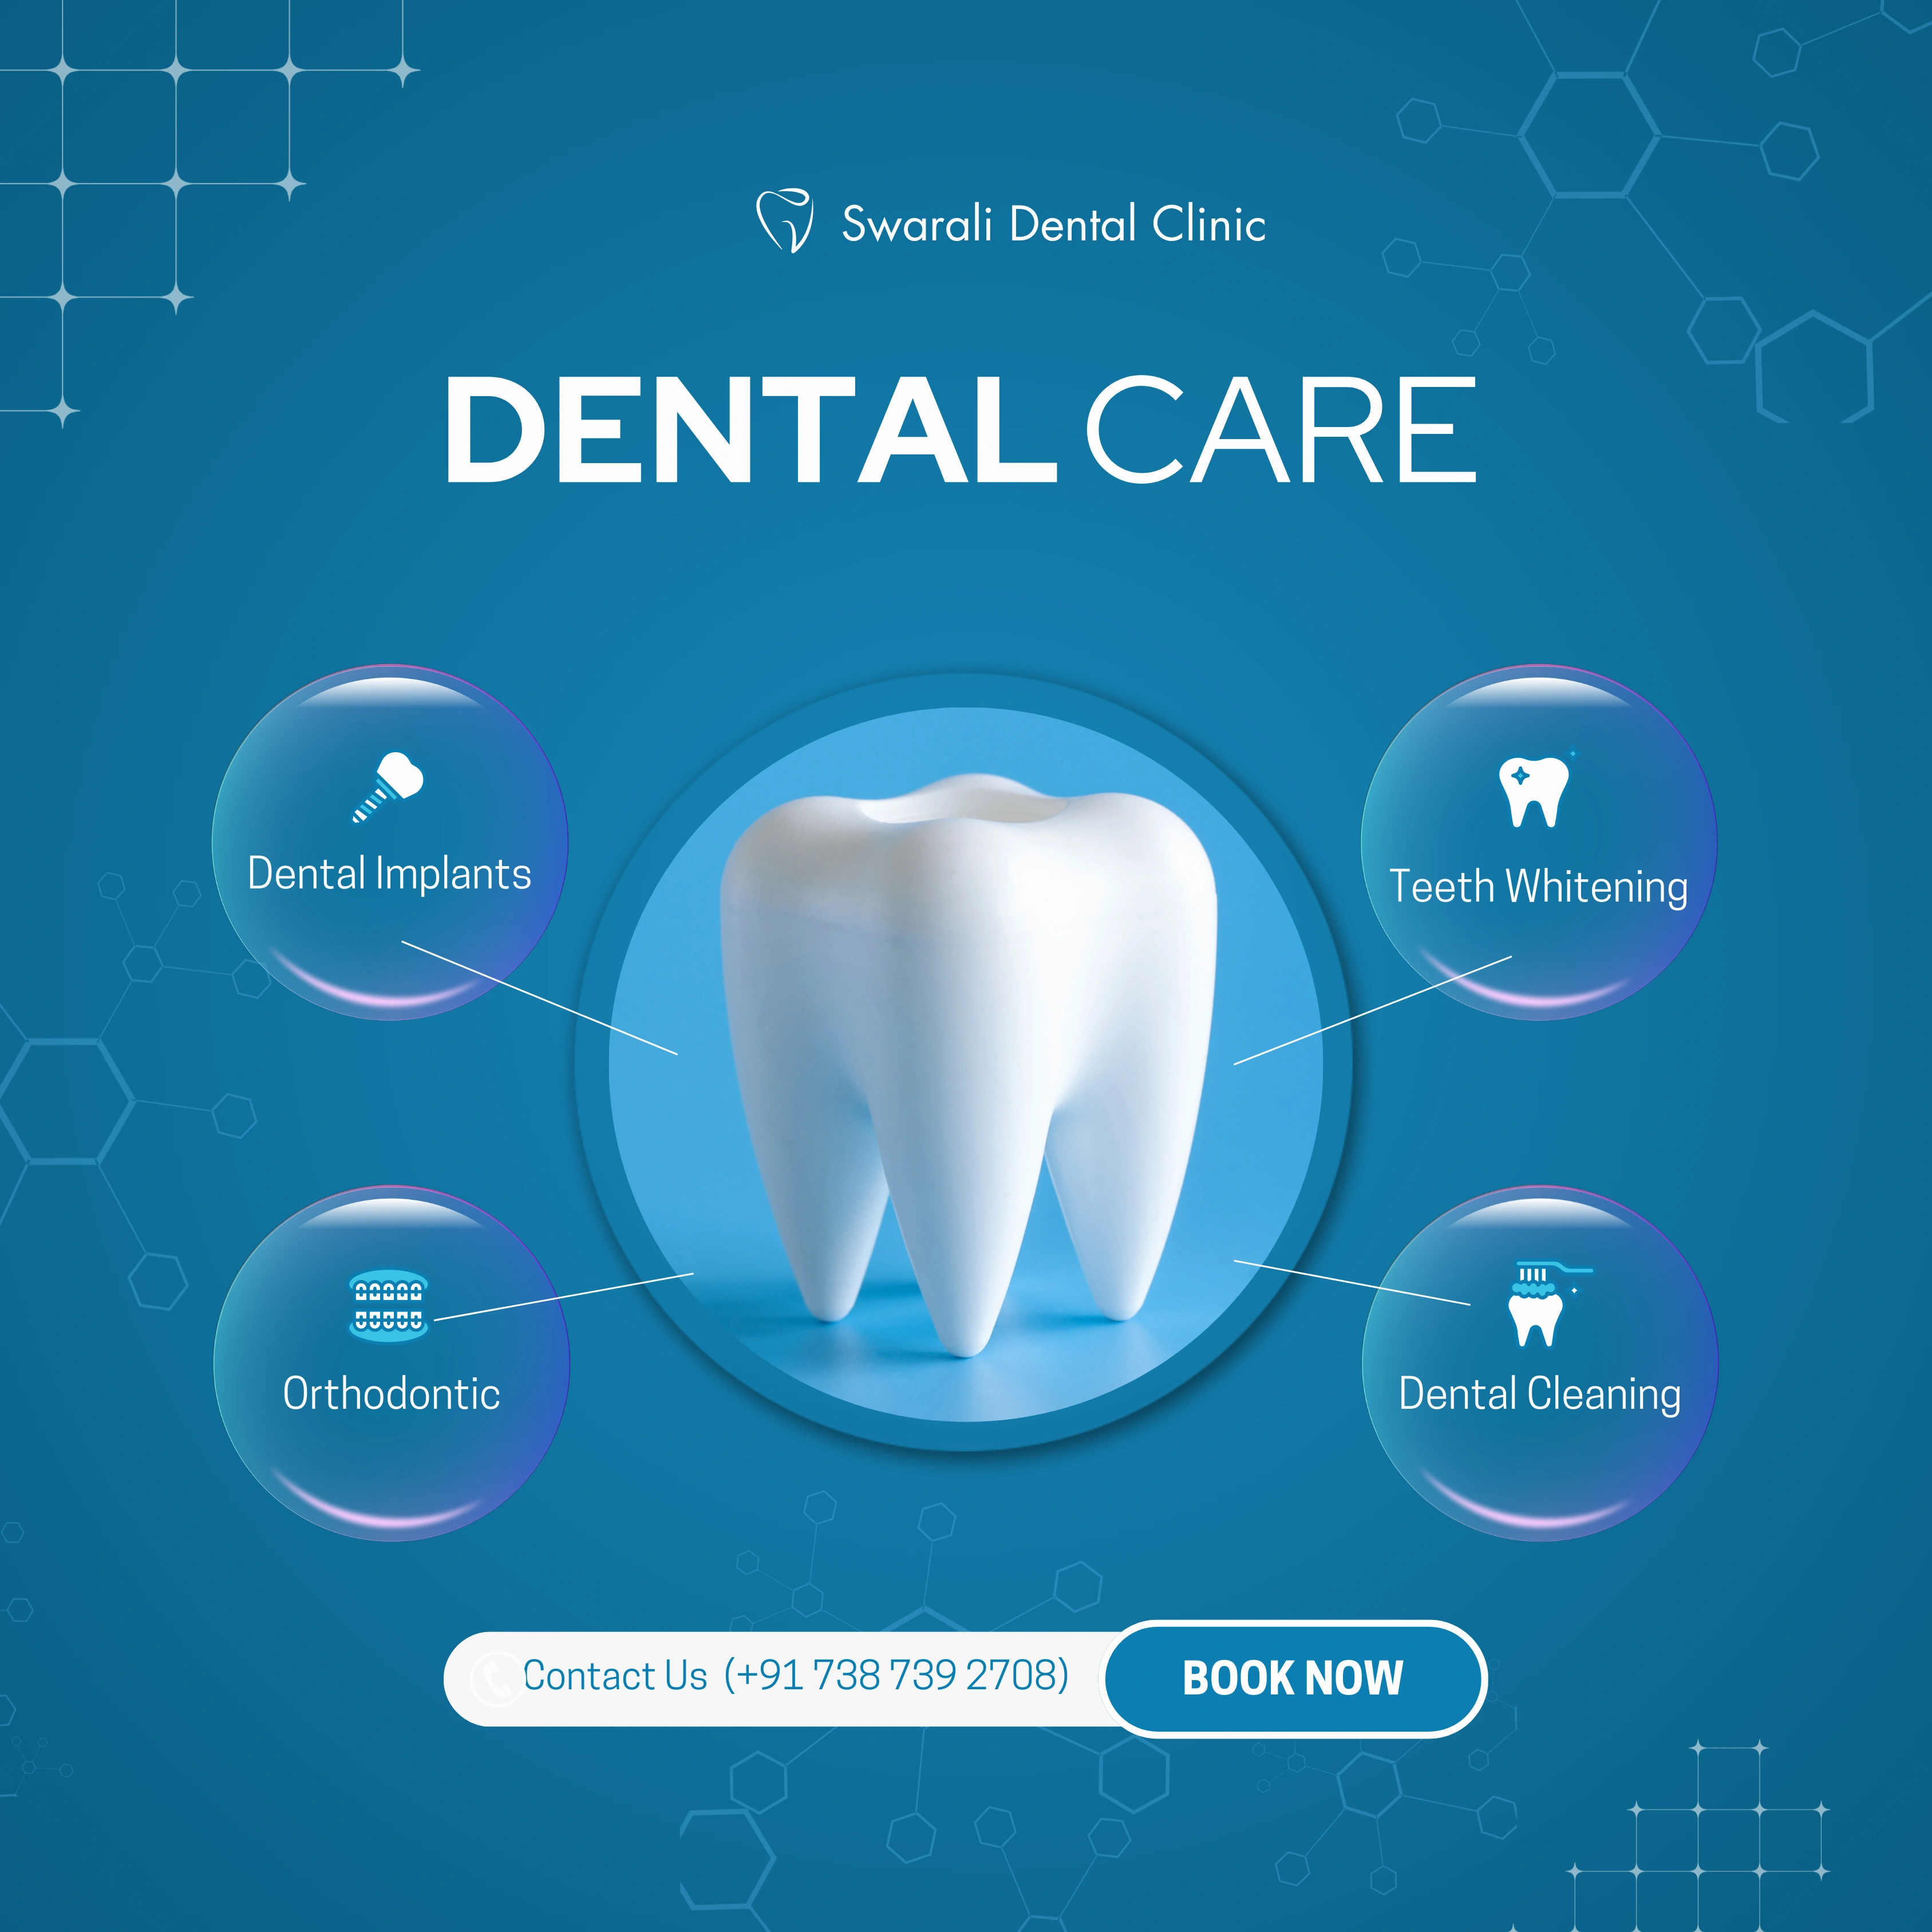 Swarali Dental Clinic
DENTAL CARE
Dental Implants
Teeth Whitening
Orthodontic
Dental Cleaning
Contact Us (+91 738 739 2708)
BOOK NOW